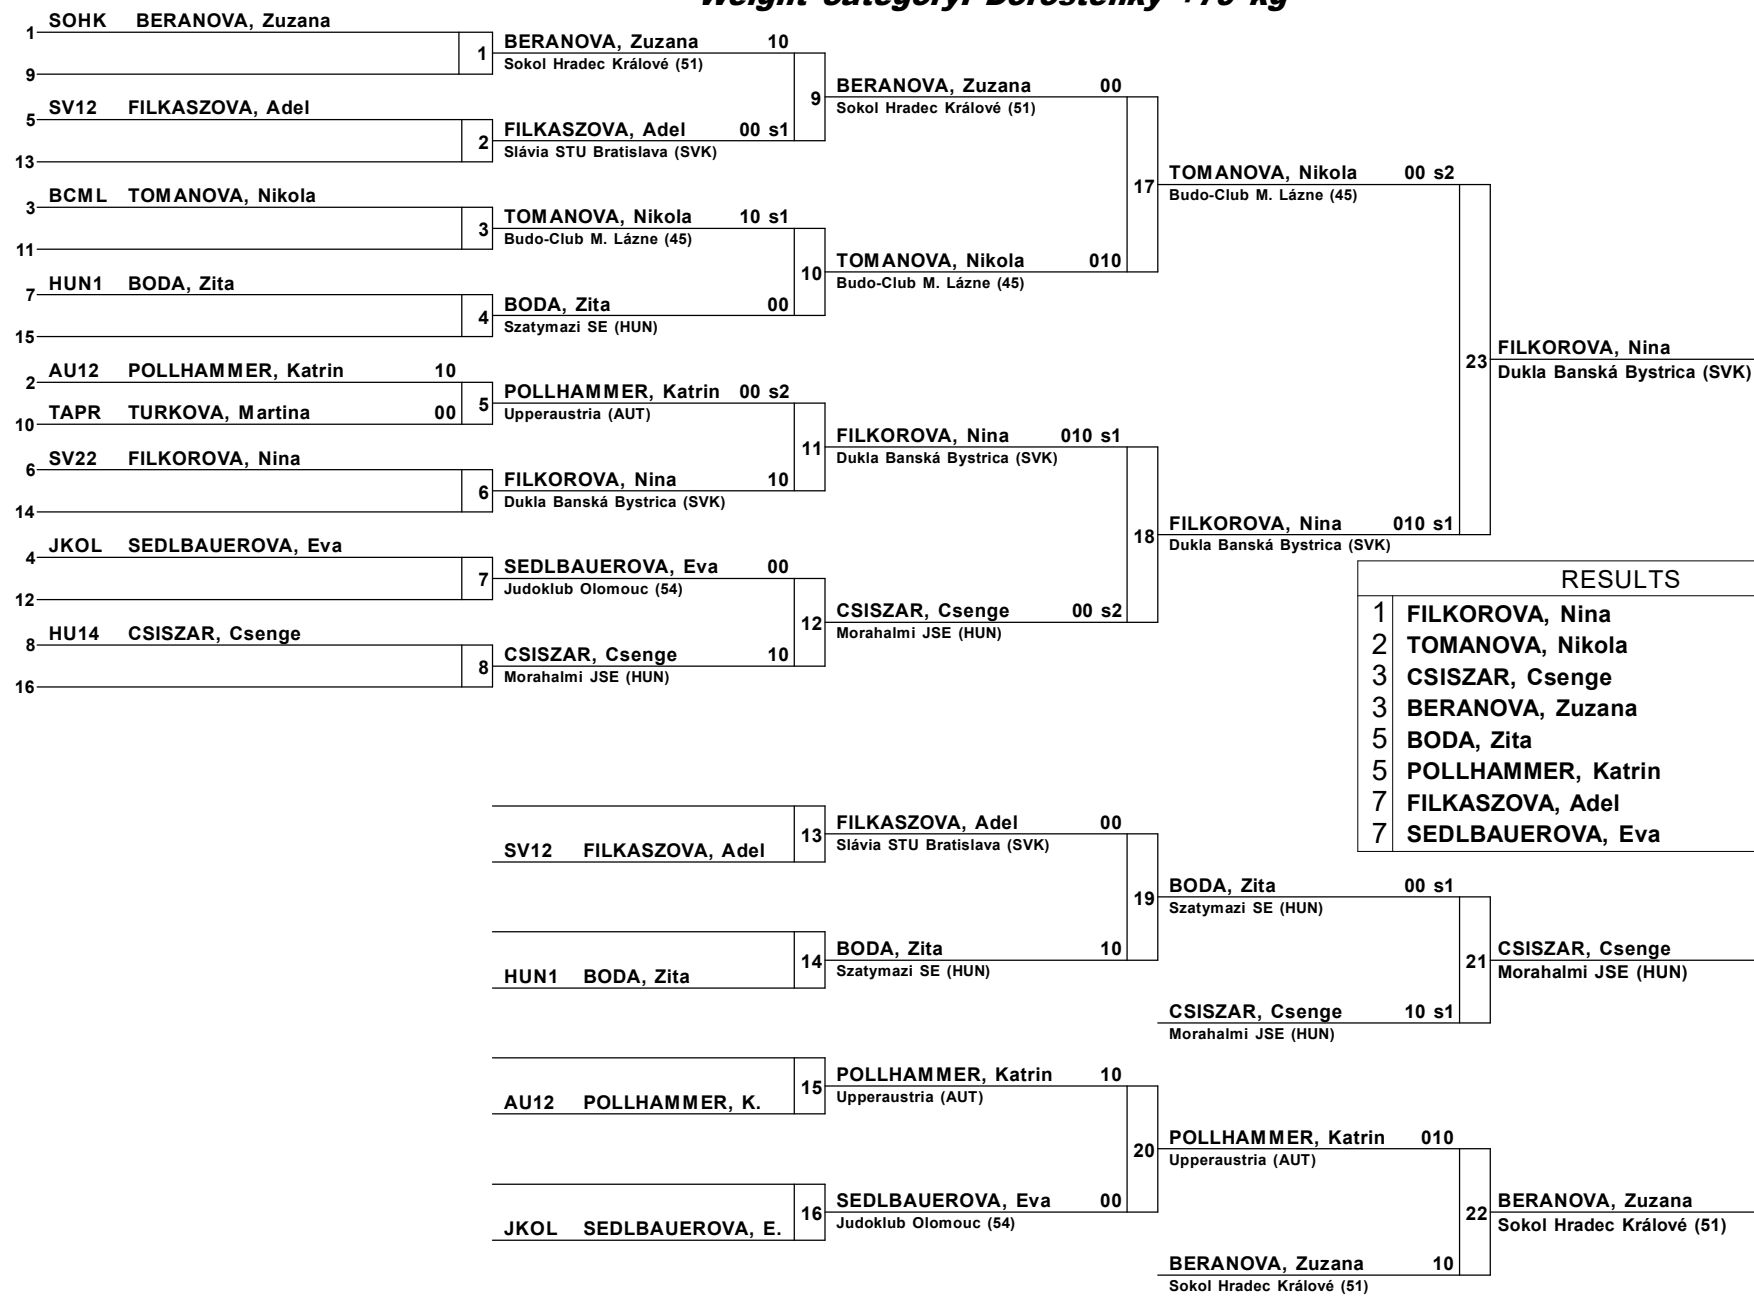 Weight category: Dorostenky +70 kg
1 SOHK BERANOVA, Zuzana
9
1 BERANOVA, Zuzana 10
Sokol Hradec Králové (51)
5 SV12 FILKASZOVA, Adel
13
2 FILKASZOVA, Adel 00 s1
Slávia STU Bratislava (SVK)
9 BERANOVA, Zuzana 00
Sokol Hradec Králové (51)
3 BCML TOMANOVA, Nikola
11
3 TOMANOVA, Nikola 10 s1
Budo-Club M. Lázne (45)
7 HUN1 BODA, Zita
15
4 BODA, Zita 00
Szatymazi SE (HUN)
10 TOMANOVA, Nikola 010
Budo-Club M. Lázne (45)
17 TOMANOVA, Nikola 00 s2
Budo-Club M. Lázne (45)
2 AU12 POLLHAMMER, Katrin 10
10 TAPR TURKOVA, Martina 00
5 POLLHAMMER, Katrin 00 s2
Upperaustria (AUT)
6 SV22 FILKOROVA, Nina
14
6 FILKOROVA, Nina 10
Dukla Banská Bystrica (SVK)
11 FILKOROVA, Nina 010 s1
Dukla Banská Bystrica (SVK)
4 JKOL SEDLBAUEROVA, Eva
12
7 SEDLBAUEROVA, Eva 00
Judoklub Olomouc (54)
8 HU14 CSISZAR, Csenge
16
8 CSISZAR, Csenge 10
Morahalmi JSE (HUN)
12 CSISZAR, Csenge 00 s2
Morahalmi JSE (HUN)
18 FILKOROVA, Nina 010 s1
Dukla Banská Bystrica (SVK)
23 FILKOROVA, Nina
Dukla Banská Bystrica (SVK)
RESULTS
1 FILKOROVA, Nina
2 TOMANOVA, Nikola
3 CSISZAR, Csenge
3 BERANOVA, Zuzana
5 BODA, Zita
5 POLLHAMMER, Katrin
7 FILKASZOVA, Adel
7 SEDLBAUEROVA, Eva
SV12 FILKASZOVA, Adel
13 FILKASZOVA, Adel 00
Slávia STU Bratislava (SVK)
HUN1 BODA, Zita
14 BODA, Zita 10
Szatymazi SE (HUN)
19 BODA, Zita 00 s1
Szatymazi SE (HUN)
CSISZAR, Csenge 10 s1
Morahalmi JSE (HUN)
21 CSISZAR, Csenge
Morahalmi JSE (HUN)
AU12 POLLHAMMER, K.
15 POLLHAMMER, Katrin 10
Upperaustria (AUT)
JKOL SEDLBAUEROVA, E.
16 SEDLBAUEROVA, Eva 00
Judoklub Olomouc (54)
20 POLLHAMMER, Katrin 010
Upperaustria (AUT)
BERANOVA, Zuzana 10
Sokol Hradec Králové (51)
22 BERANOVA, Zuzana
Sokol Hradec Králové (51)